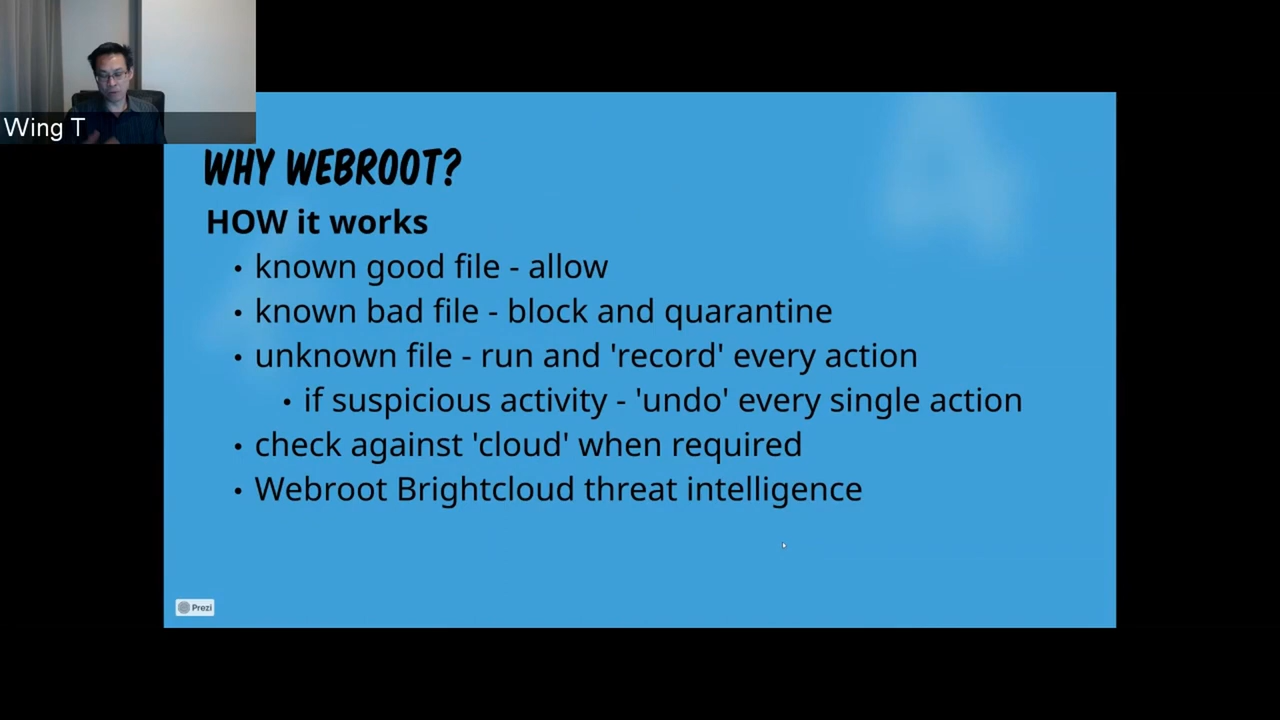 Wing T
WHY WEBROOT?
HOW it works
• known good file - allow
• known bad file - block and quarantine
• unknown file - run and 'record' every action
• if suspicious activity - 'undo' every single action
• check against 'cloud' when required
• Webroot Brightcloud threat intelligence
Prezi